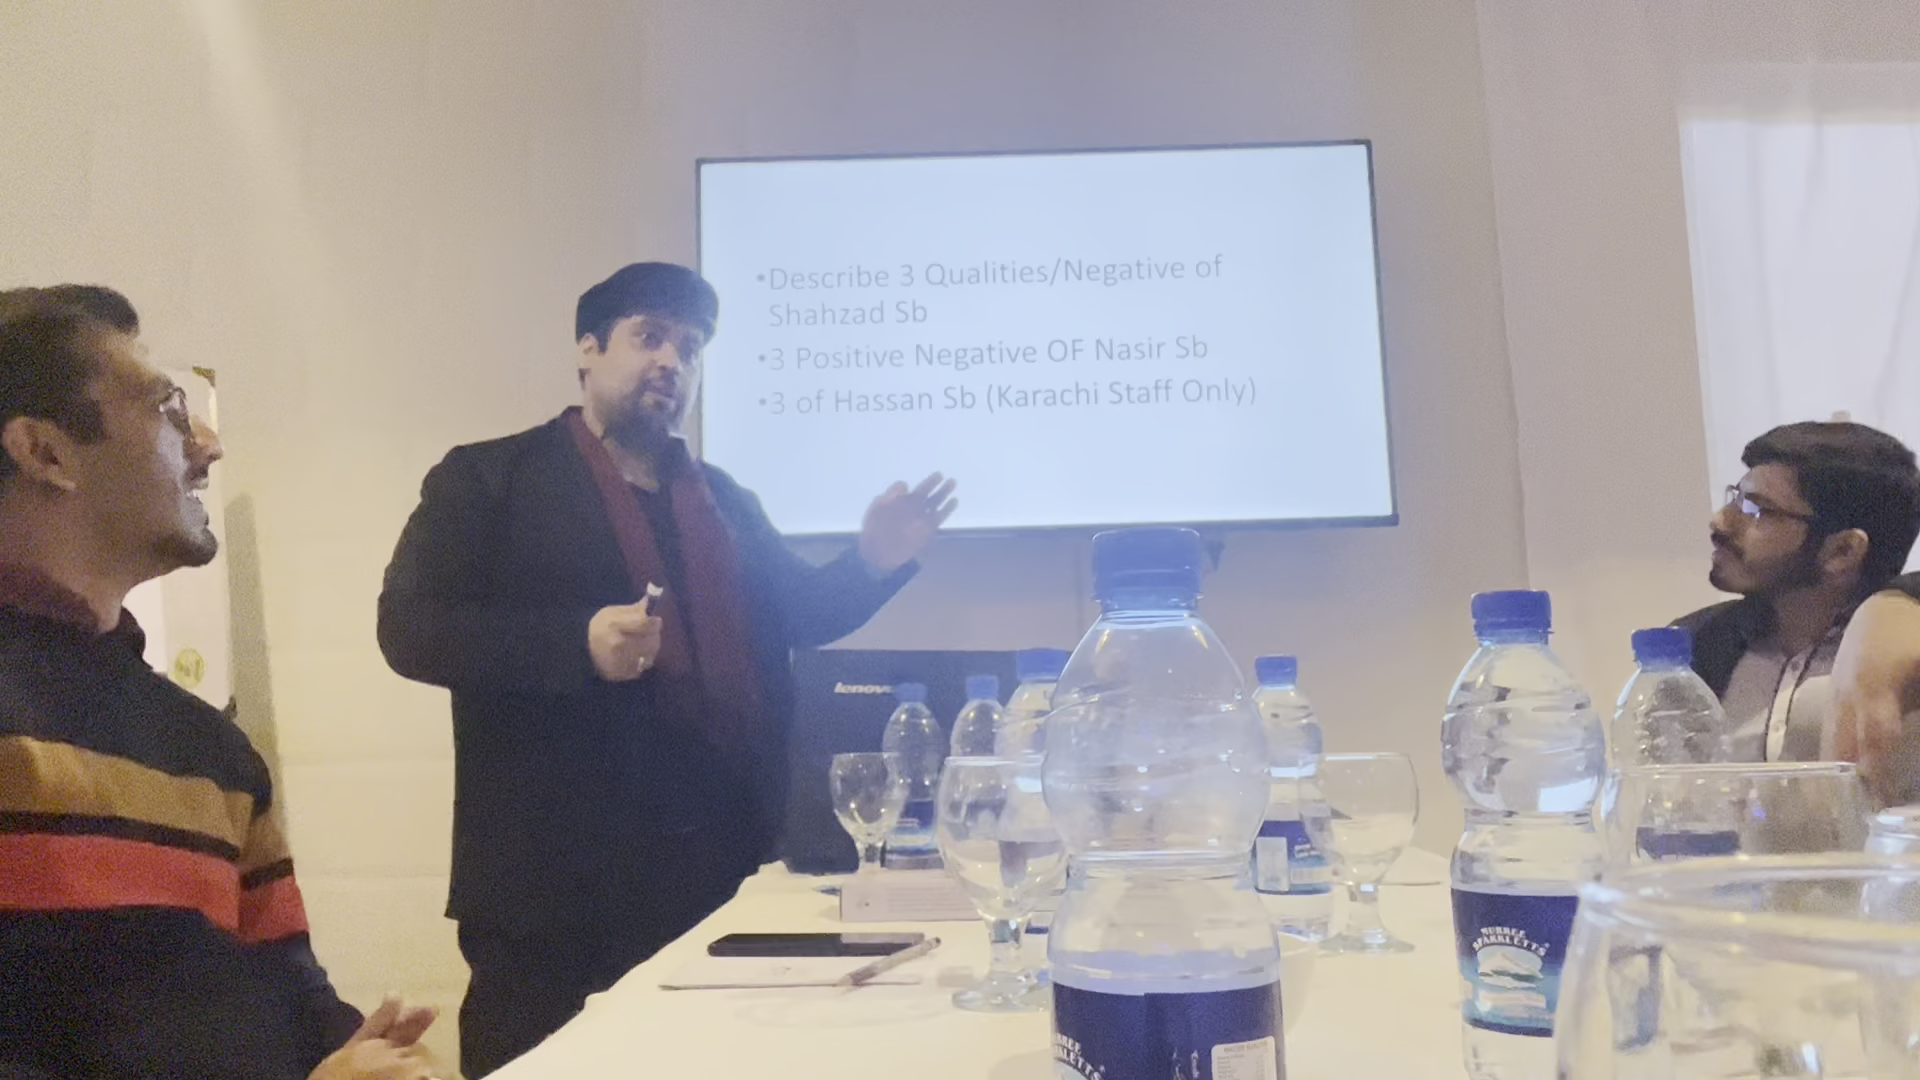 •Describe 3 Qualities/Negative of
Shahzad Sb
•3 Positive Negative OF Nasir Sb
•3 of Hassan Sb (Karachi Staff Only)
lenovo
MURREE
SPARKLETTS